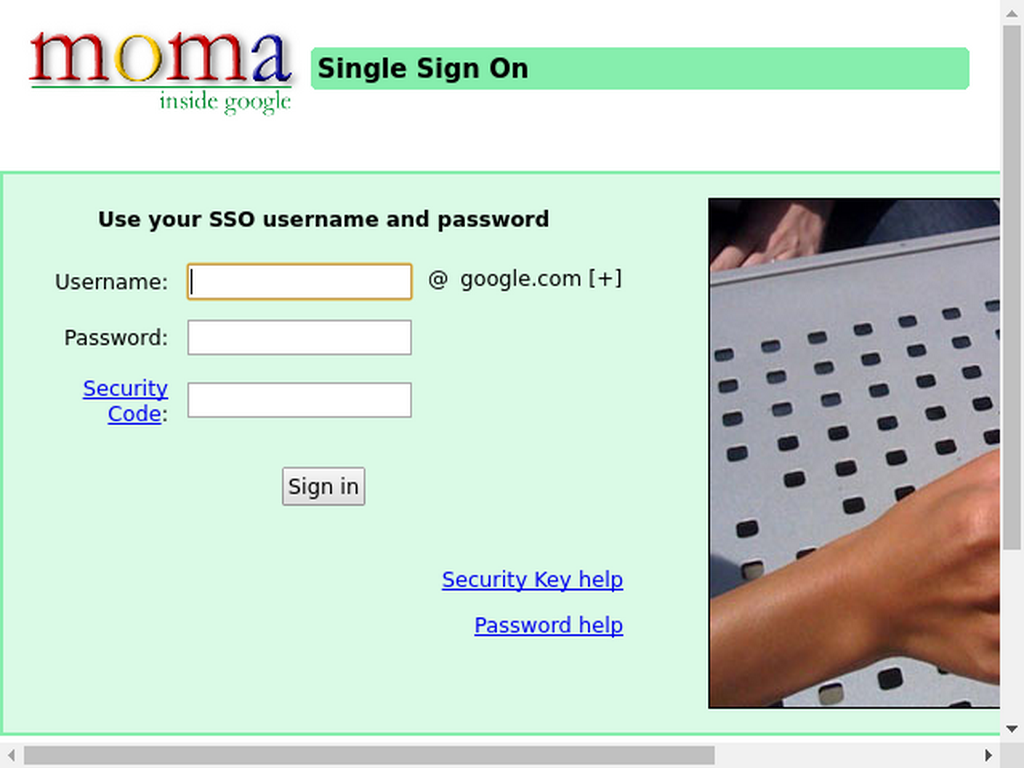 moma
inside google
Single Sign On
Use your SSO username and password
Username:
@ google.com [+]
Password:
Security
Code:
Sign in
Security Key help
Password help